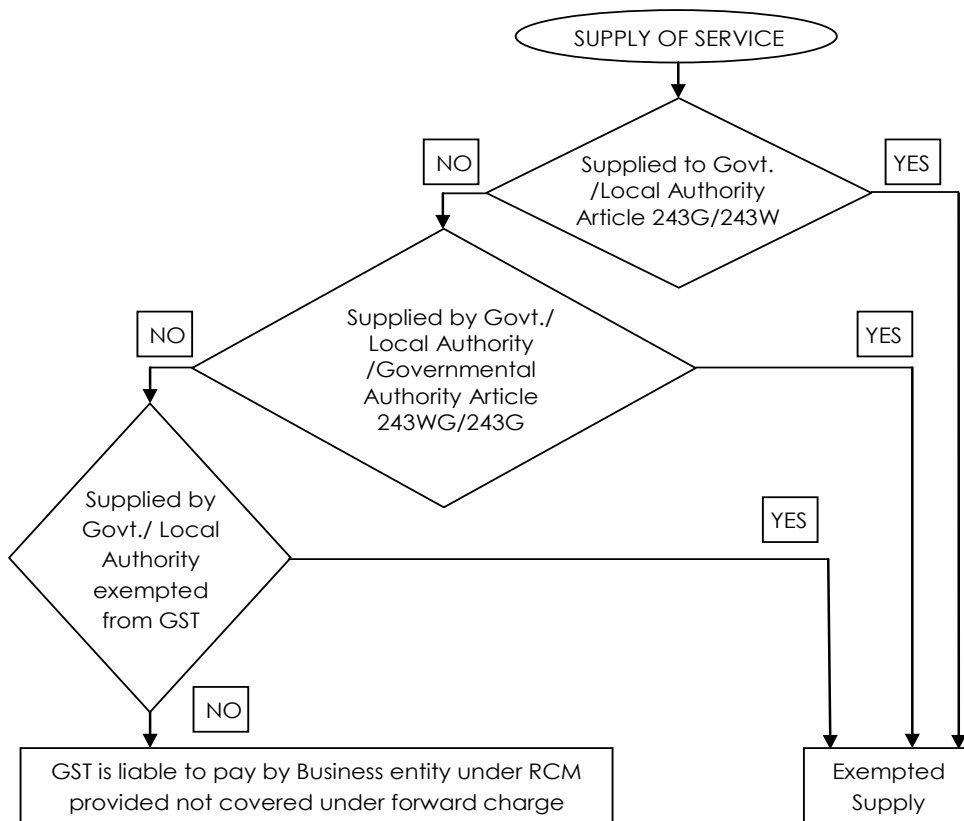 SUPPLY OF SERVICE
NO
YES
Supplied to Govt.
/Local Authority
Article 243G/243W
NO
YES
Supplied by Govt./
Local Authority
/Governmental
Authority Article
243WG/243G
YES
Supplied by
Govt./ Local
Authority
exempted
from GST
NO
GST is liable to pay by Business entity under RCM
provided not covered under forward charge
Exempted
Supply